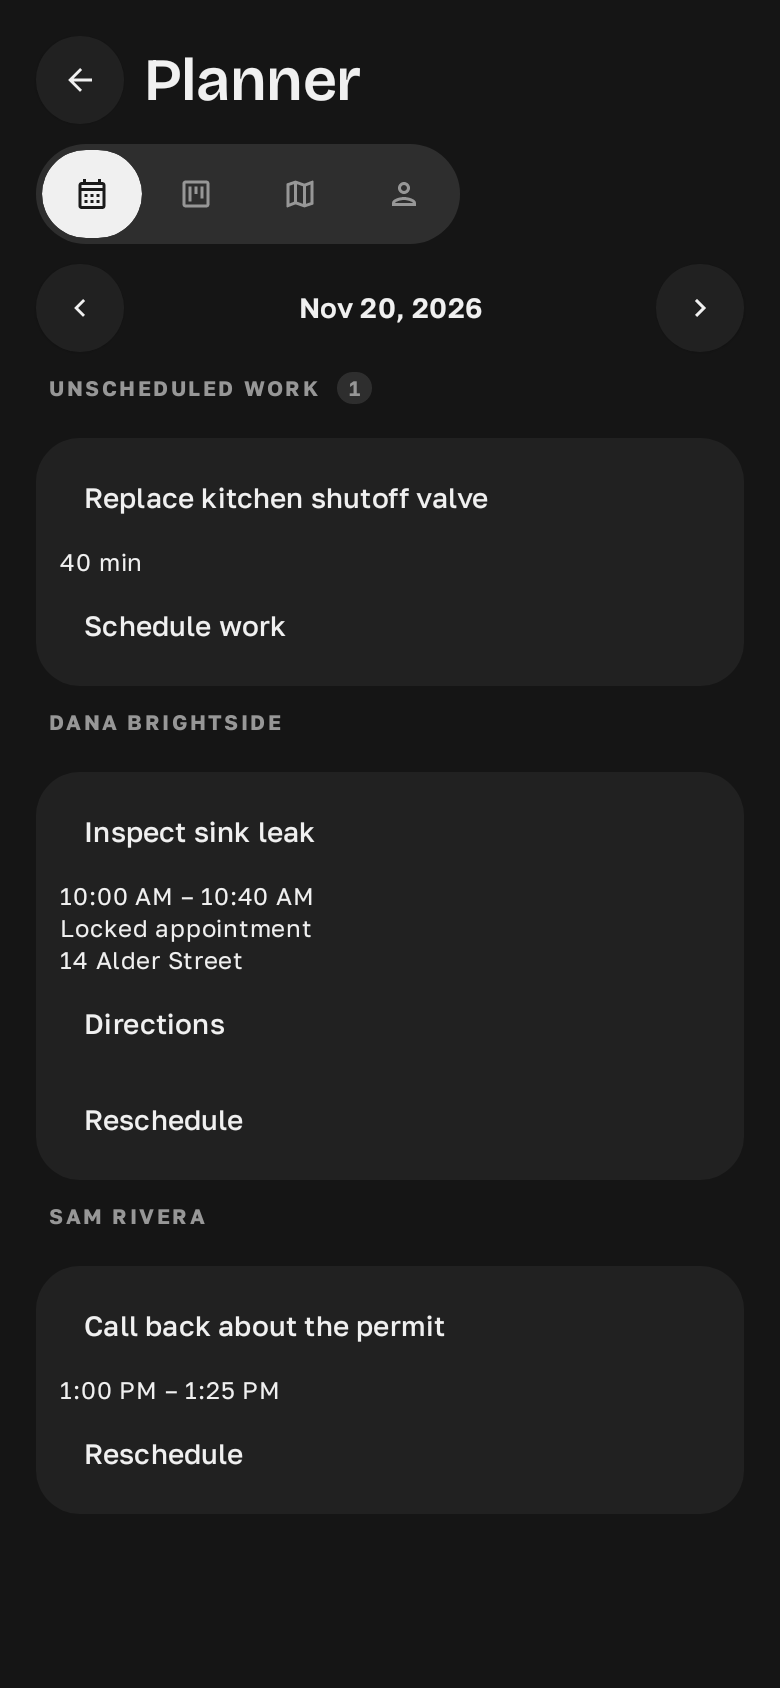 Planner
Nov 20, 2026
UNSCHEDULED WORK 1
Replace kitchen shutoff valve
40 min
Schedule work
DANA BRIGHTSIDE
Inspect sink leak
10:00 AM – 10:40 AM
Locked appointment
14 Alder Street
Directions
Reschedule
SAM RIVERA
Call back about the permit
1:00 PM – 1:25 PM
Reschedule